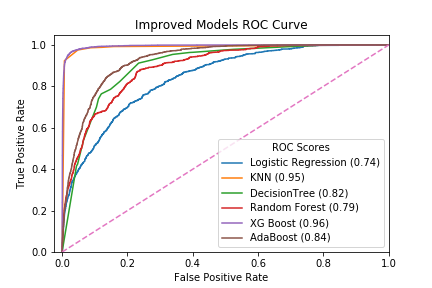 Improved Models ROC Curve
True Positive Rate
1.0
0.8
0.6
0.4
0.2
0.0
ROC Scores
Logistic Regression (0.74)
KNN (0.95)
DecisionTree (0.82)
Random Forest (0.79)
XG Boost (0.96)
AdaBoost (0.84)
0.0 0.2 0.4 0.6 0.8 1.0
False Positive Rate